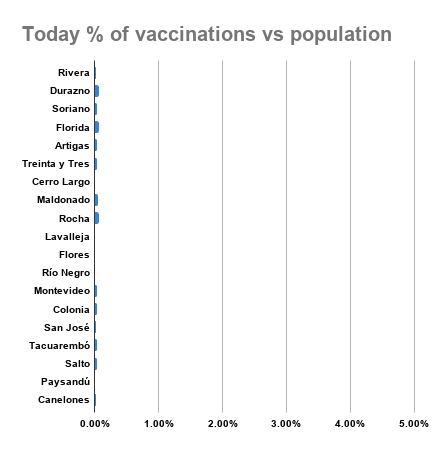 Today % of vaccinations vs population
Rivera
Durazno
Soriano
Florida
Artigas
Treinta y Tres
Cerro Largo
Maldonado
Rocha
Lavalleja
Flores
Río Negro
Montevideo
Colonia
San José
Tacuarembó
Salto
Paysandú
Canelones
0.00% 1.00% 2.00% 3.00% 4.00% 5.00%